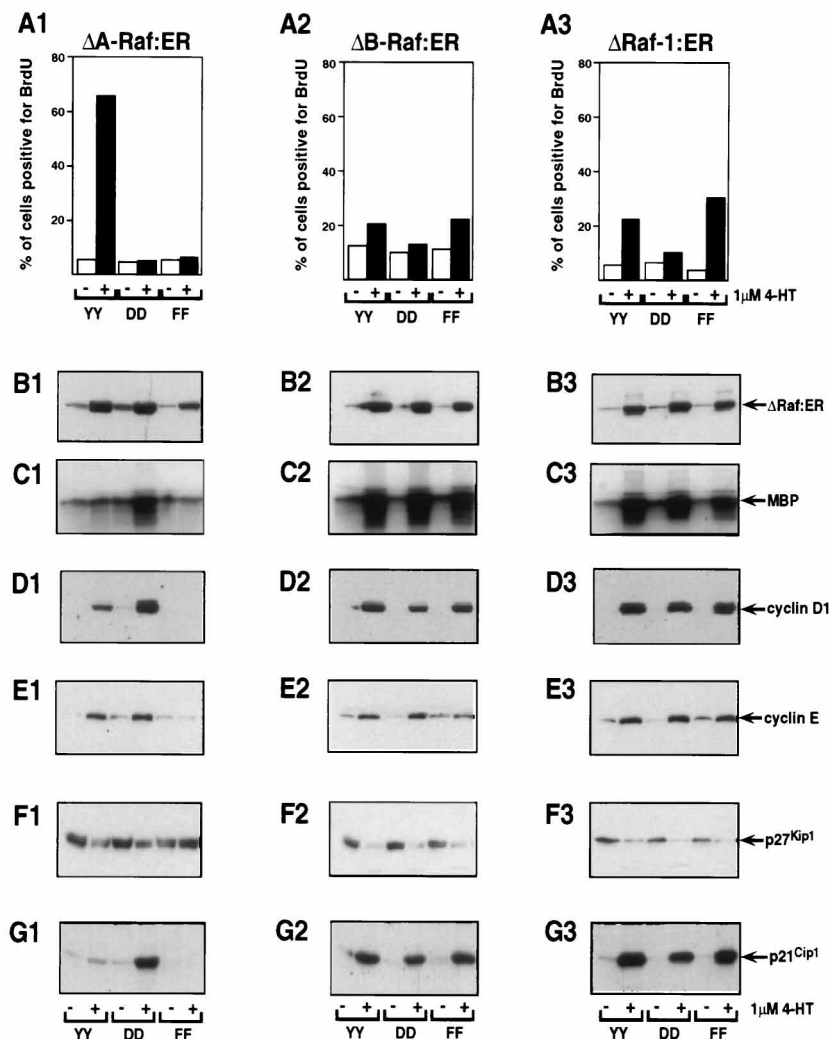 A1 A2 A3
ΔA-Raf:ER ΔB-Raf:ER ΔRaf-1:ER
% of cells positive for BrdU % of cells positive for BrdU % of cells positive for BrdU
80 80 80
60 60 60
40 40 40
20 20 20
- + - + - + - + - + - + - + - + - + 1μM 4-HT
YY DD FF YY DD FF YY DD FF
B1 B2 B3
ΔRaf:ER
C1 C2 C3
MBP
D1 D2 D3
cyclin D1
E1 E2 E3
cyclin E
F1 F2 F3
p27Kip1
G1 G2 G3
p21Cip1
- + - + - + - + - + - + - + - + - + 1μM 4-HT
YY DD FF YY DD FF YY DD FF